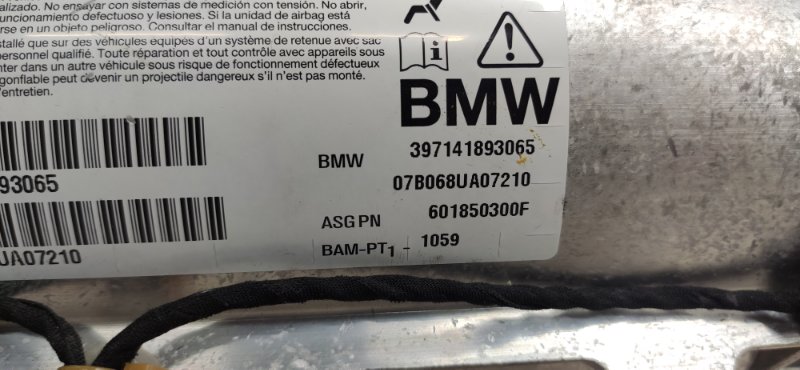 alizado. No ensayar con sistemas de medición con tensión. No abrir,
uncionamiento defectuoso y lesiones. Si la unidad de airbag está
rse en un objeto peligroso. Consultar el manual de instrucciones.
stallé que sur des véhicules équipés d'un système de retenue avec sac
personnel qualifié. Toute réparation et tout contrôle avec appareils sous
nter dans un autre véhicule sous risque de fonctionnement défectueux
gonflable peut devenir un projectile dangereux s'il n'est pas monté.
'entretien.
BMW
93065
BMW 397141893065
07B068UA07210
UA07210
ASG PN 601850300F
BAM-PT1 - 1059